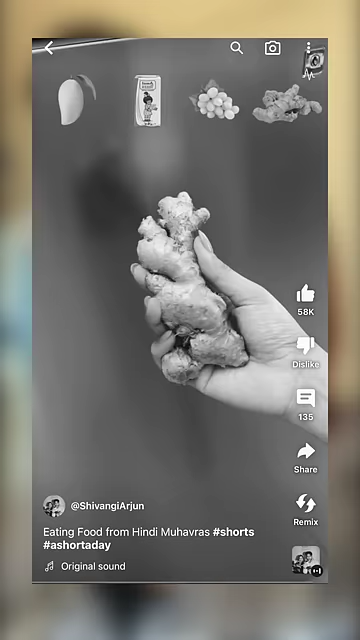 58K
Dislike
135
Share
Remix
@ShivangiArjun
Eating Food from Hindi Muhavras #shorts
#ashortaday
Original sound